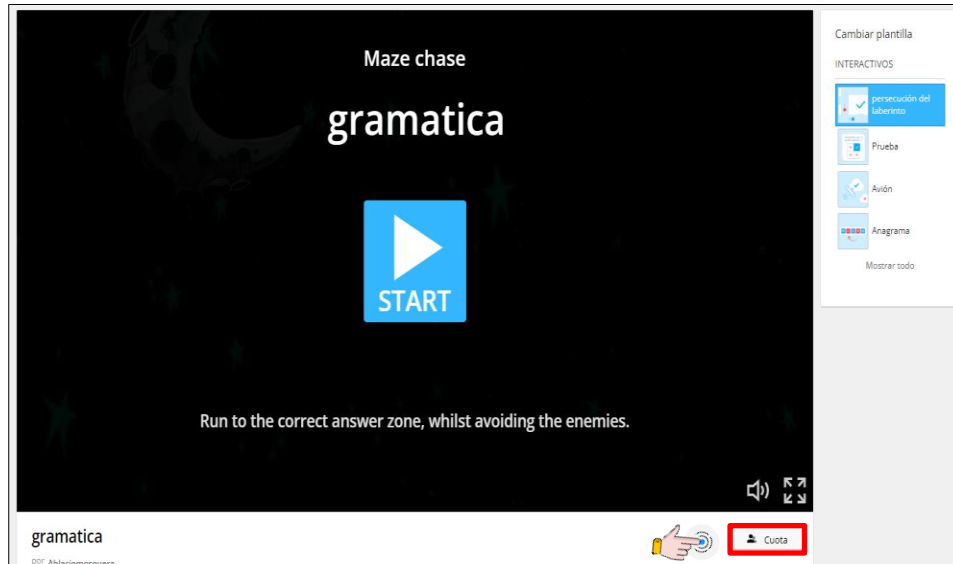 Maze chase
gramatica
START
Run to the correct answer zone, whilst avoiding the enemies.
gramatica
Cuota
Cambiar plantilla
INTERACTIVOS
persecución del
laberinto
Prueba
Avión
Anagrama
Mostrar todo